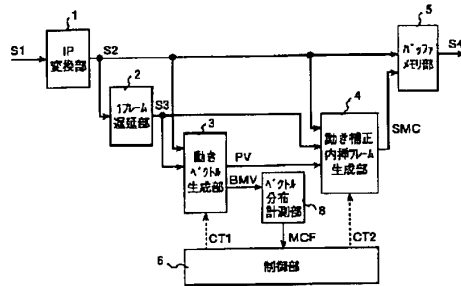 1
5
S1
IP
変換部
S2
バッファ
メモリ部
S4
2
1フレーム
遅延部
S3
3
動き
ベクトル
生成部
4
動き補正
内挿フレーム
生成部
SMC
PV
BMV
ベクトル
分布
計測部
8
CT1
MCF
CT2
6
制御部